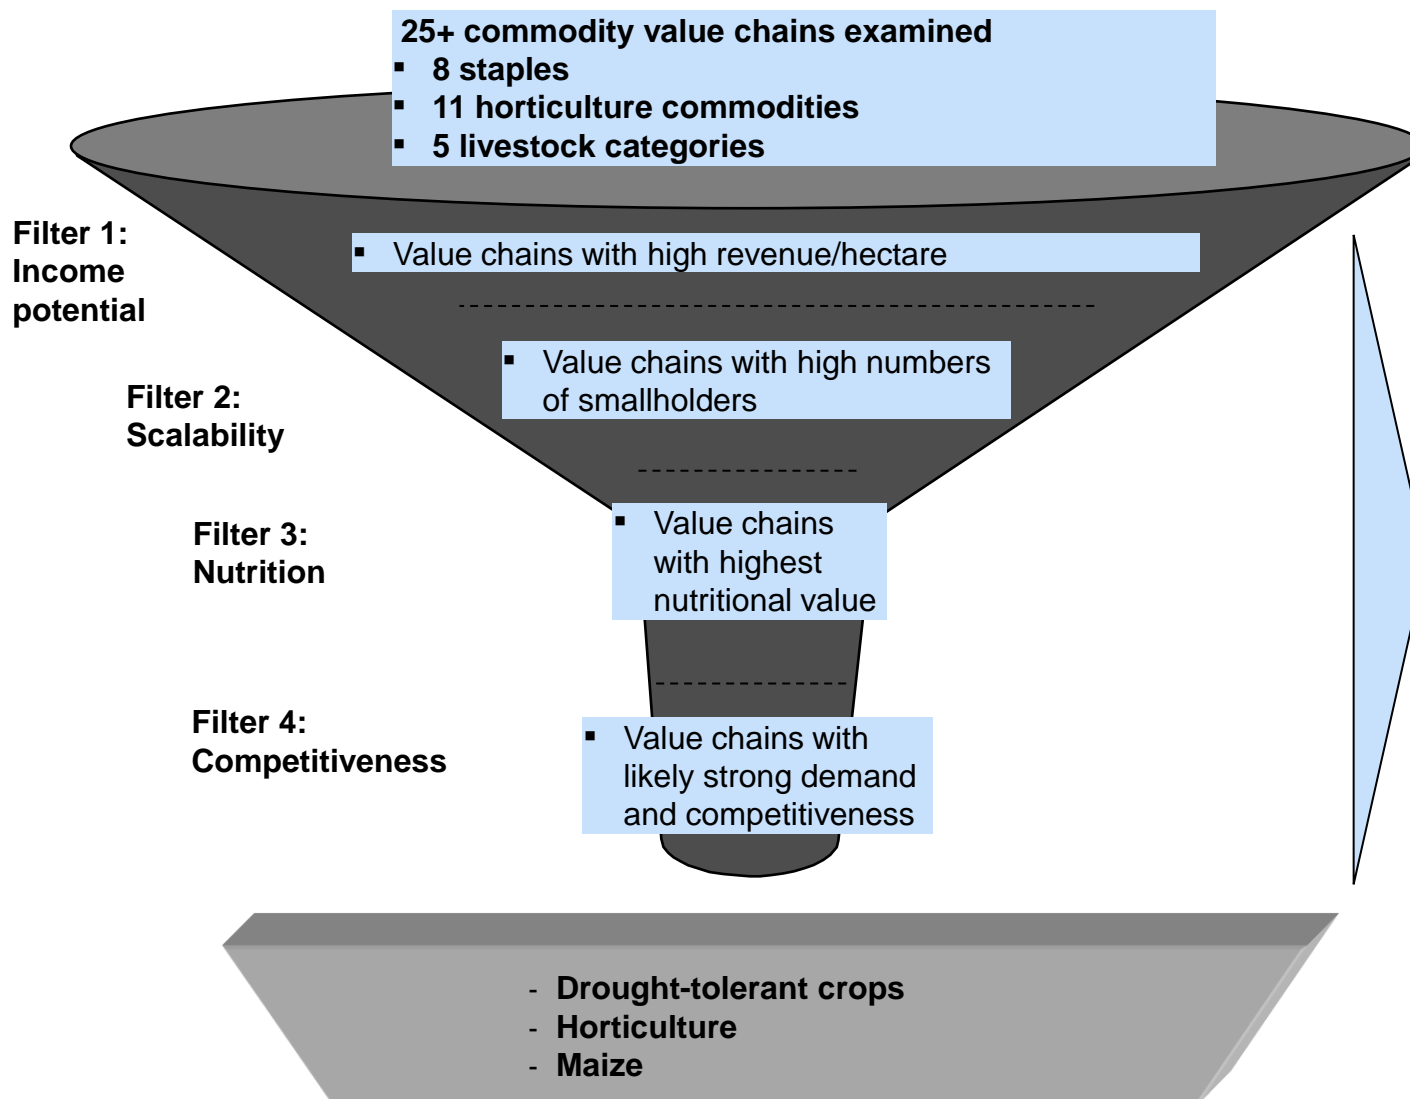 25+ commodity value chains examined
▪ 8 staples
▪ 11 horticulture commodities
▪ 5 livestock categories
Filter 1:
Income
potential
▪ Value chains with high revenue/hectare
▪ Value chains with high numbers
of smallholders
Filter 2:
Scalability
▪ Value chains
with highest
nutritional value
Filter 3:
Nutrition
Filter 4:
Competitiveness
▪ Value chains with
likely strong demand
and competitiveness
- Drought-tolerant crops
- Horticulture
- Maize